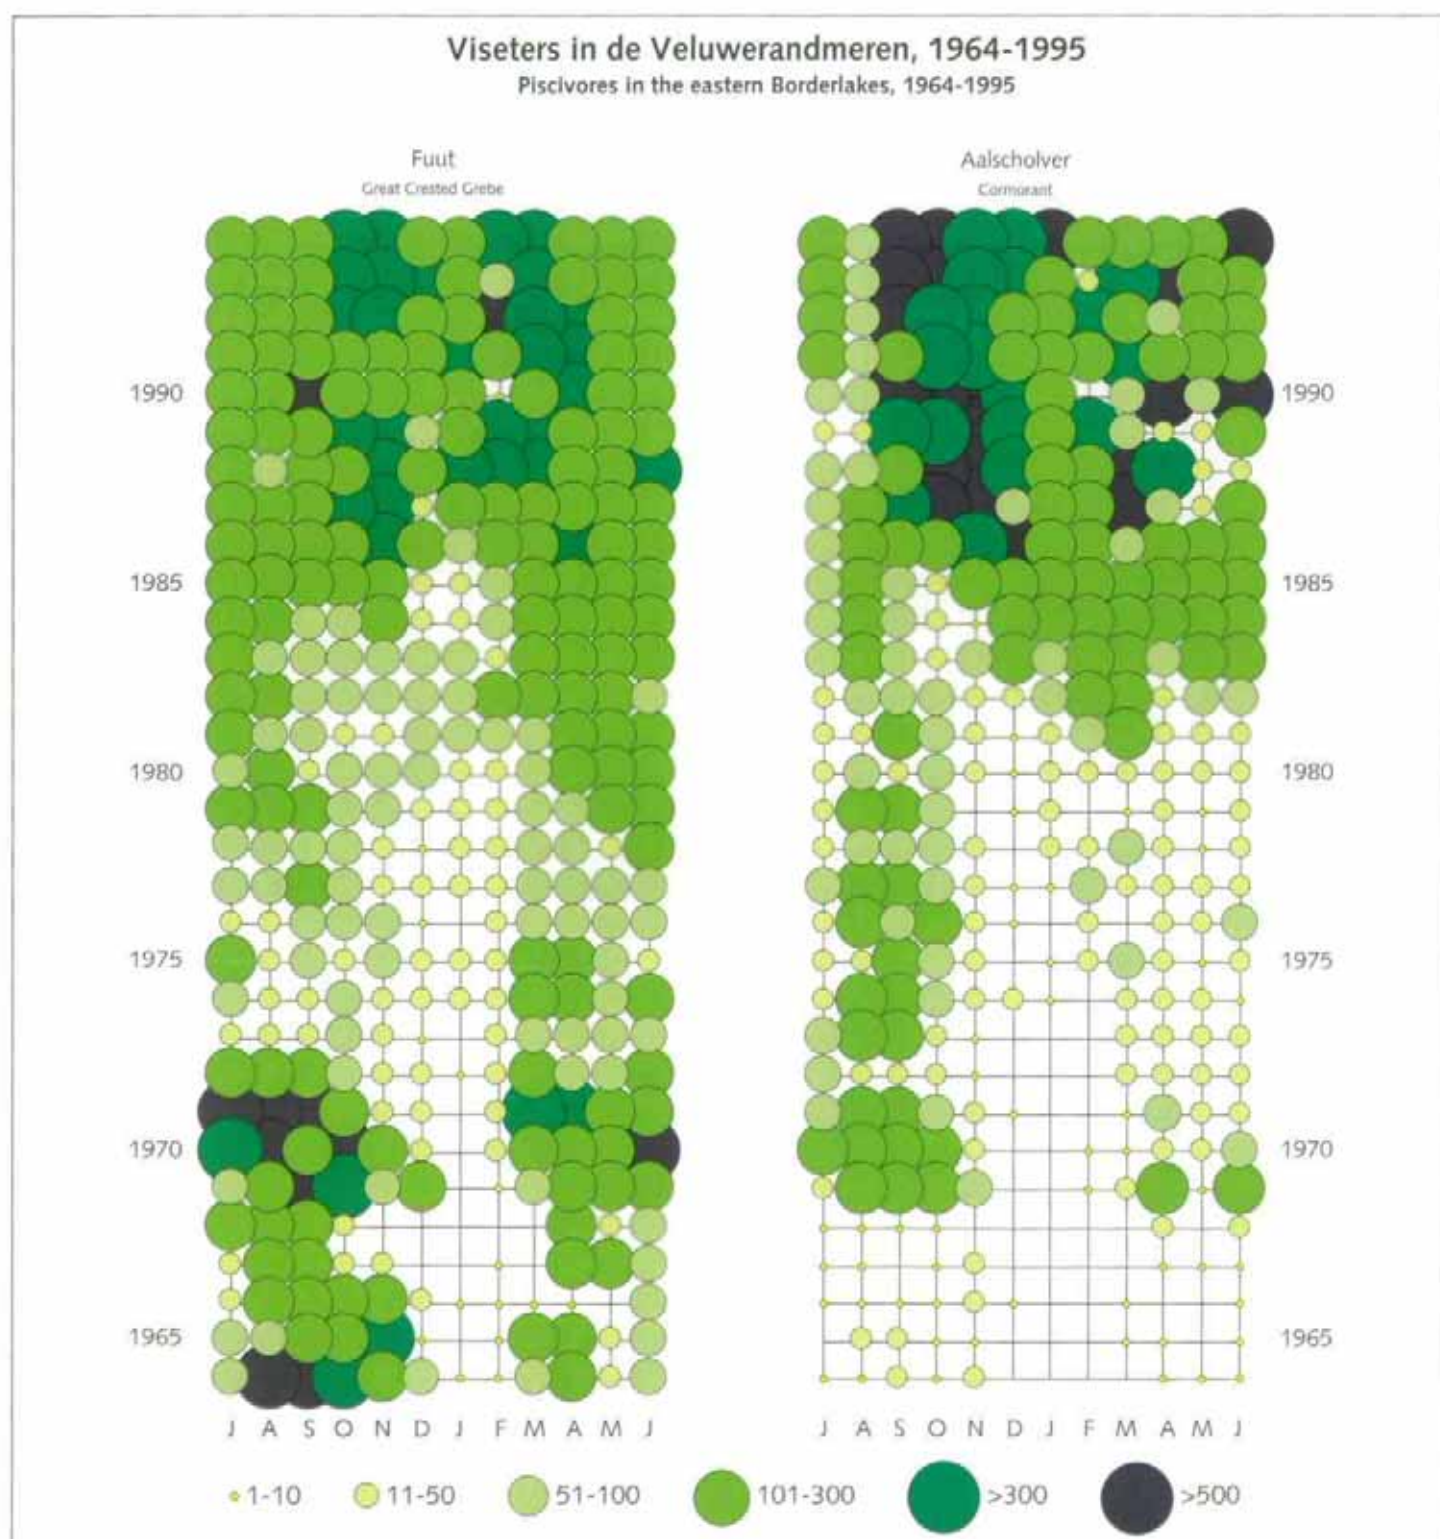 Viseters in de Veluwerandmeren, 1964-1995
Piscivores in the eastern Borderlakes, 1964-1995
Fuut
Great Crested Grebe
Aalscholver
Cormorant
1990
1985
1980
1975
1970
1965
J A S O N D J F M A M J
1990
1985
1980
1975
1970
1965
J A S O N D J F M A M J
1-10 11-50 51-100 101-300 >300 >500